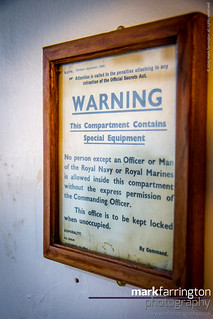 Attention is called to the penalties attaching to any
infraction of the Official Secrets Act.
WARNING
This Compartment Contains
Special Equipment
No person except an Officer or Man
of the Royal Navy or Royal Marines
is allowed inside this compartment
without the express permission of
the Commanding Officer.
This office is to be kept locked
when unoccupied.
ADMIRALTY
By Command.
markfarrington
photography